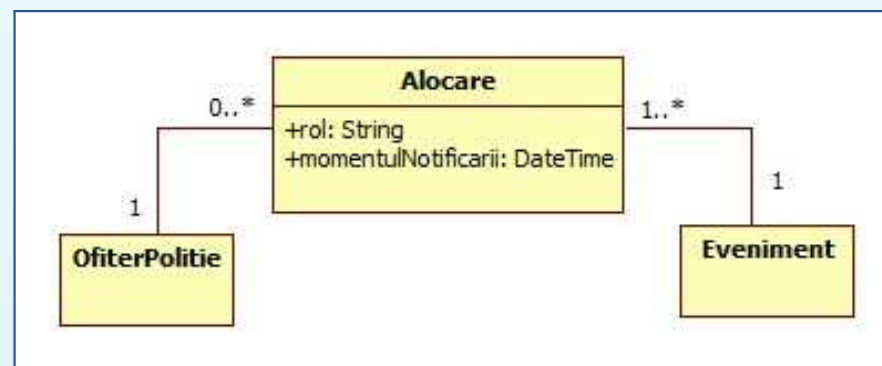 Alocare
0..*
1..*
+rol: String
+momentulNotificarii: DateTime
1
1
OfiterPolitie
Eveniment